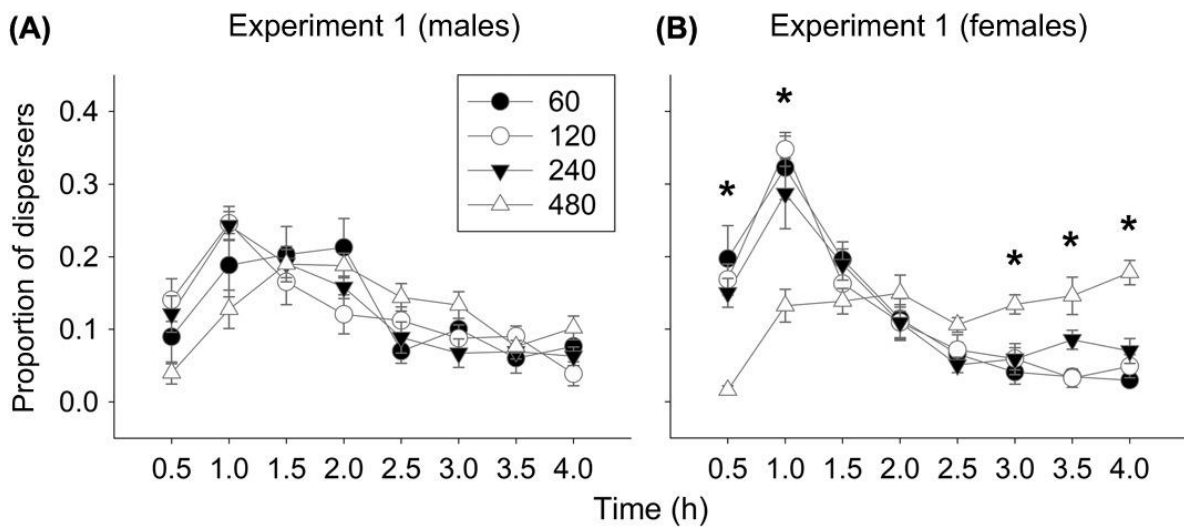 (A) Experiment 1 (males)
(B) Experiment 1 (females)
Proportion of dispersers
0.4
0.3
0.2
0.1
0.0
60
120
240
480
*
*
*
*
*
0.5 1.0 1.5 2.0 2.5 3.0 3.5 4.0
0.5 1.0 1.5 2.0 2.5 3.0 3.5 4.0
Time (h)